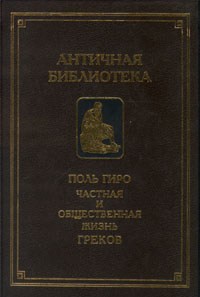 АНТИЧНАЯ
БИБЛИОТЕКА
ПОЛЬ ГИРО
ЧАСТНАЯ
И
ОБЩЕСТВЕННАЯ
ЖИЗНЬ
ГРЕКОВ